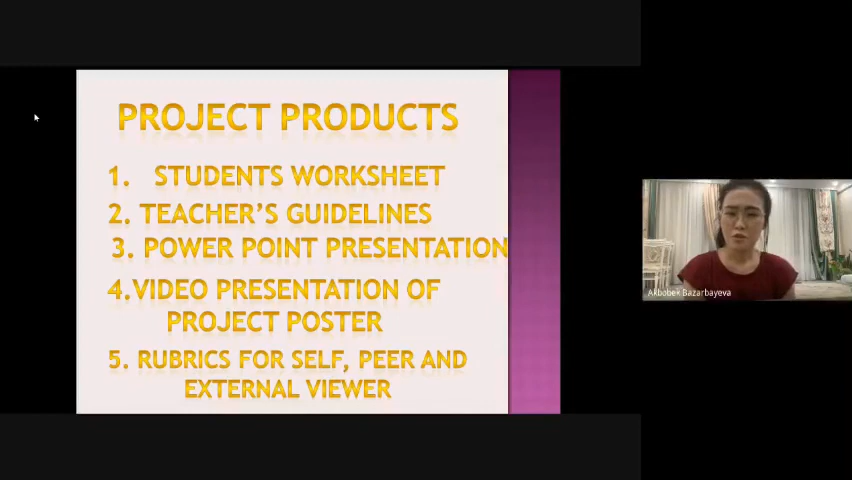 PROJECT PRODUCTS
1. STUDENTS WORKSHEET
2. TEACHER'S GUIDELINES
3. POWER POINT PRESENTATION
4.VIDEO PRESENTATION OF
PROJECT POSTER
5. RUBRICS FOR SELF, PEER AND
EXTERNAL VIEWER
Akbobek Bazarbayeva